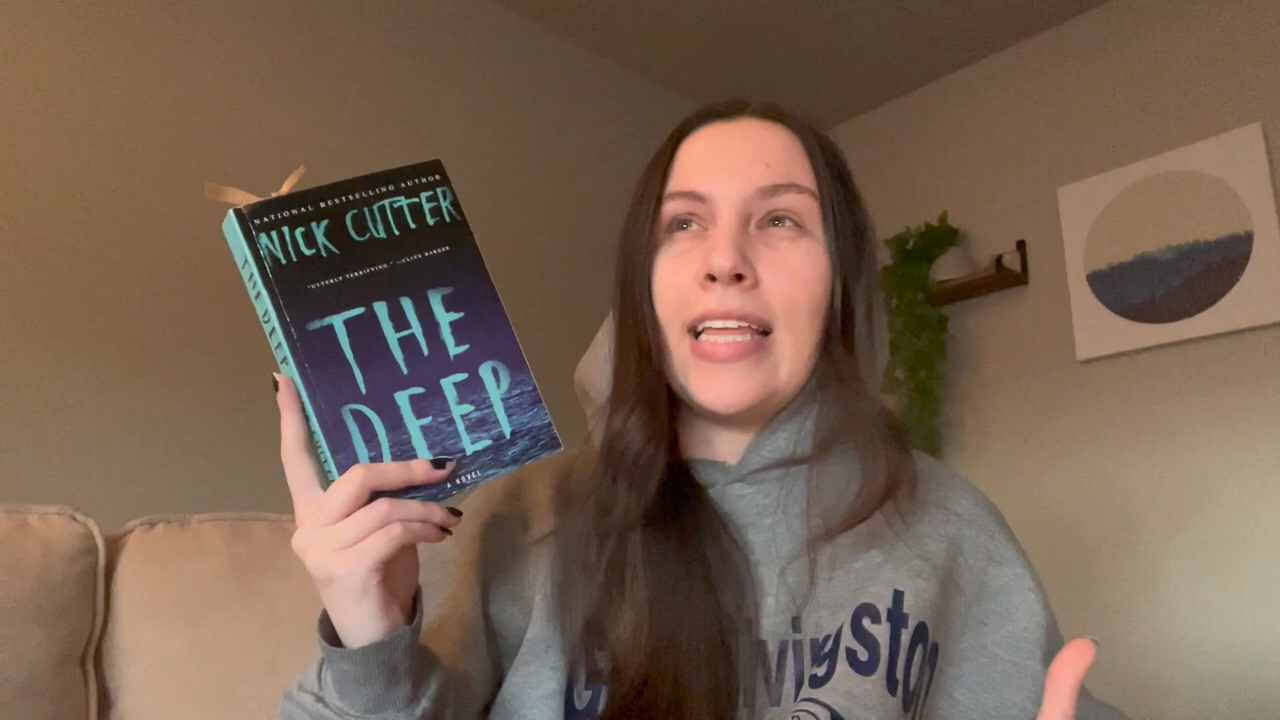 NATIONAL BESTSELLING AUTHOR
NICK CUTTER
"UTTERLY TERRIFYING." —CLIVE BARKER
THE
DEEP
A NOVEL
THE DEEP